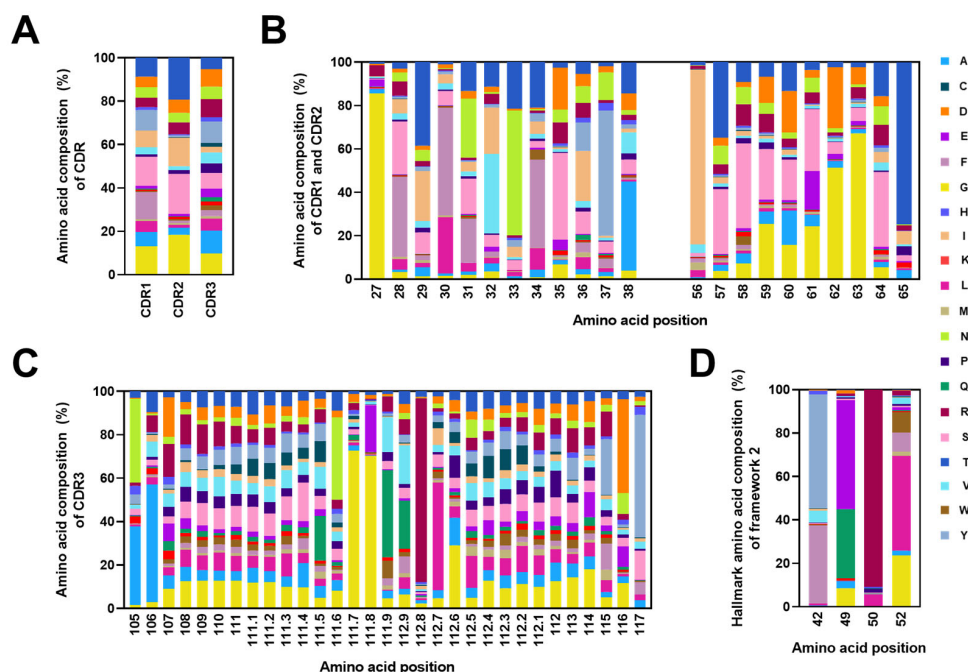 A
Amino acid composition (%)
of CDR
100
80
60
40
20
0
CDR1
CDR2
CDR3
B
Amino acid composition (%)
of CDR1 and CDR2
100
80
60
40
20
0
27
28
29
30
31
32
33
34
35
36
37
38
56
57
58
59
60
61
62
63
64
65
Amino acid position
A
C
D
E
F
G
H
I
K
L
M
N
P
Q
R
S
T
V
W
Y
C
Amino acid composition (%)
of CDR3
100
80
60
40
20
0
105
106
107
108
109
110
111
111.1
111.2
111.3
111.4
111.5
111.6
111.7
111.8
111.9
112.9
112.8
112.7
112.6
112.5
112.4
112.3
112.2
112.1
112
113
114
115
116
117
Amino acid position
D
Hallmark amino acid composition (%)
of framework 2
100
80
60
40
20
0
42
49
50
52
Amino acid position